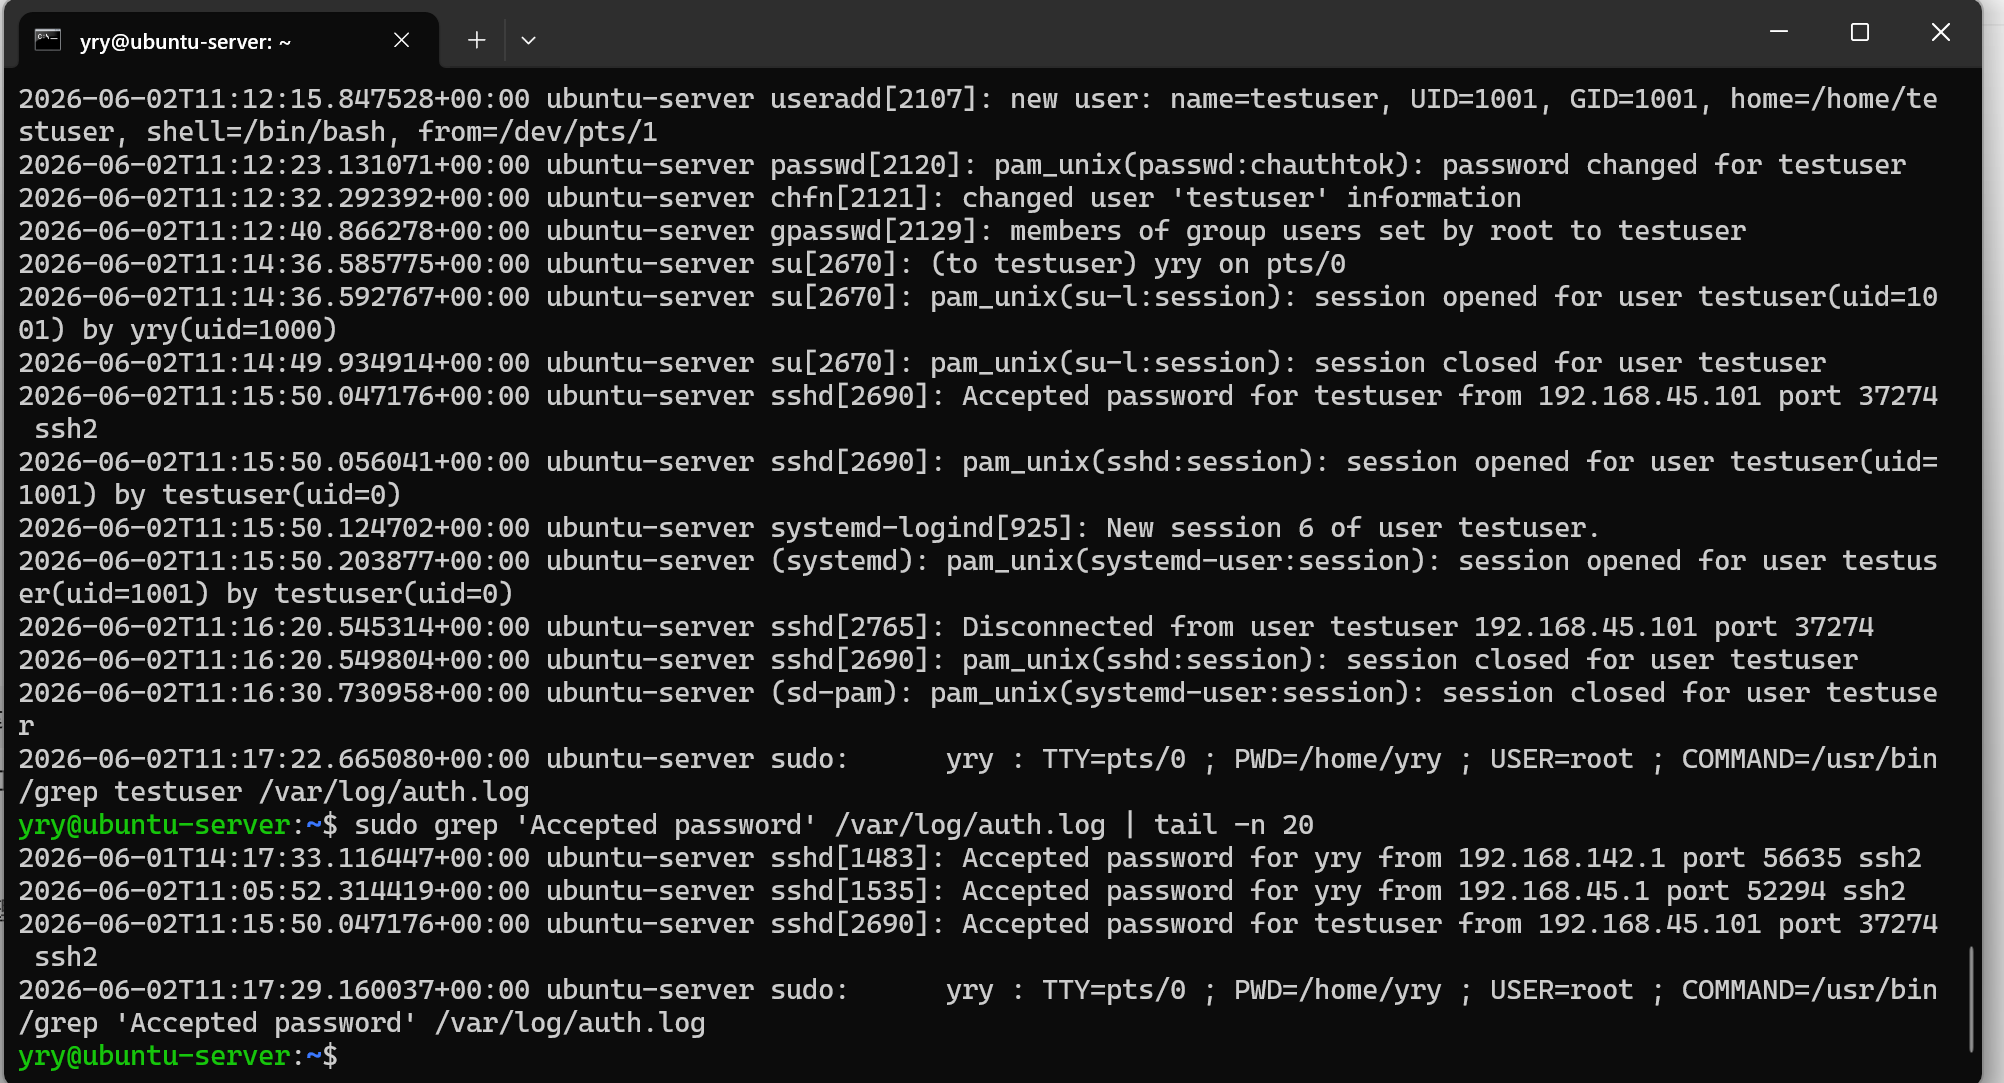 yry@ubuntu-server: ~
2026-06-02T11:12:15.847528+00:00 ubuntu-server useradd[2107]: new user: name=testuser, UID=1001, GID=1001, home=/home/te
stuser, shell=/bin/bash, from=/dev/pts/1
2026-06-02T11:12:23.131071+00:00 ubuntu-server passwd[2120]: pam_unix(passwd:chauthtok): password changed for testuser
2026-06-02T11:12:32.292392+00:00 ubuntu-server chfn[2121]: changed user 'testuser' information
2026-06-02T11:12:40.866278+00:00 ubuntu-server gpasswd[2129]: members of group users set by root to testuser
2026-06-02T11:14:36.585775+00:00 ubuntu-server su[2670]: (to testuser) yry on pts/0
2026-06-02T11:14:36.592767+00:00 ubuntu-server su[2670]: pam_unix(su-l:session): session opened for user testuser(uid=10
01) by yry(uid=1000)
2026-06-02T11:14:49.934914+00:00 ubuntu-server su[2670]: pam_unix(su-l:session): session closed for user testuser
2026-06-02T11:15:50.047176+00:00 ubuntu-server sshd[2690]: Accepted password for testuser from 192.168.45.101 port 37274
 ssh2
2026-06-02T11:15:50.056041+00:00 ubuntu-server sshd[2690]: pam_unix(sshd:session): session opened for user testuser(uid=
1001) by testuser(uid=0)
2026-06-02T11:15:50.124702+00:00 ubuntu-server systemd-logind[925]: New session 6 of user testuser.
2026-06-02T11:15:50.203877+00:00 ubuntu-server (systemd): pam_unix(systemd-user:session): session opened for user testus
er(uid=1001) by testuser(uid=0)
2026-06-02T11:16:20.545314+00:00 ubuntu-server sshd[2765]: Disconnected from user testuser 192.168.45.101 port 37274
2026-06-02T11:16:20.549804+00:00 ubuntu-server sshd[2690]: pam_unix(sshd:session): session closed for user testuser
2026-06-02T11:16:30.730958+00:00 ubuntu-server (sd-pam): pam_unix(systemd-user:session): session closed for user testuse
r
2026-06-02T11:17:22.665080+00:00 ubuntu-server sudo:      yry : TTY=pts/0 ; PWD=/home/yry ; USER=root ; COMMAND=/usr/bin
/grep testuser /var/log/auth.log
yry@ubuntu-server:~$ sudo grep 'Accepted password' /var/log/auth.log | tail -n 20
2026-06-01T14:17:33.116447+00:00 ubuntu-server sshd[1483]: Accepted password for yry from 192.168.142.1 port 56635 ssh2
2026-06-02T11:05:52.314419+00:00 ubuntu-server sshd[1535]: Accepted password for yry from 192.168.45.1 port 52294 ssh2
2026-06-02T11:15:50.047176+00:00 ubuntu-server sshd[2690]: Accepted password for testuser from 192.168.45.101 port 37274
 ssh2
2026-06-02T11:17:29.160037+00:00 ubuntu-server sudo:      yry : TTY=pts/0 ; PWD=/home/yry ; USER=root ; COMMAND=/usr/bin
/grep 'Accepted password' /var/log/auth.log
yry@ubuntu-server:~$